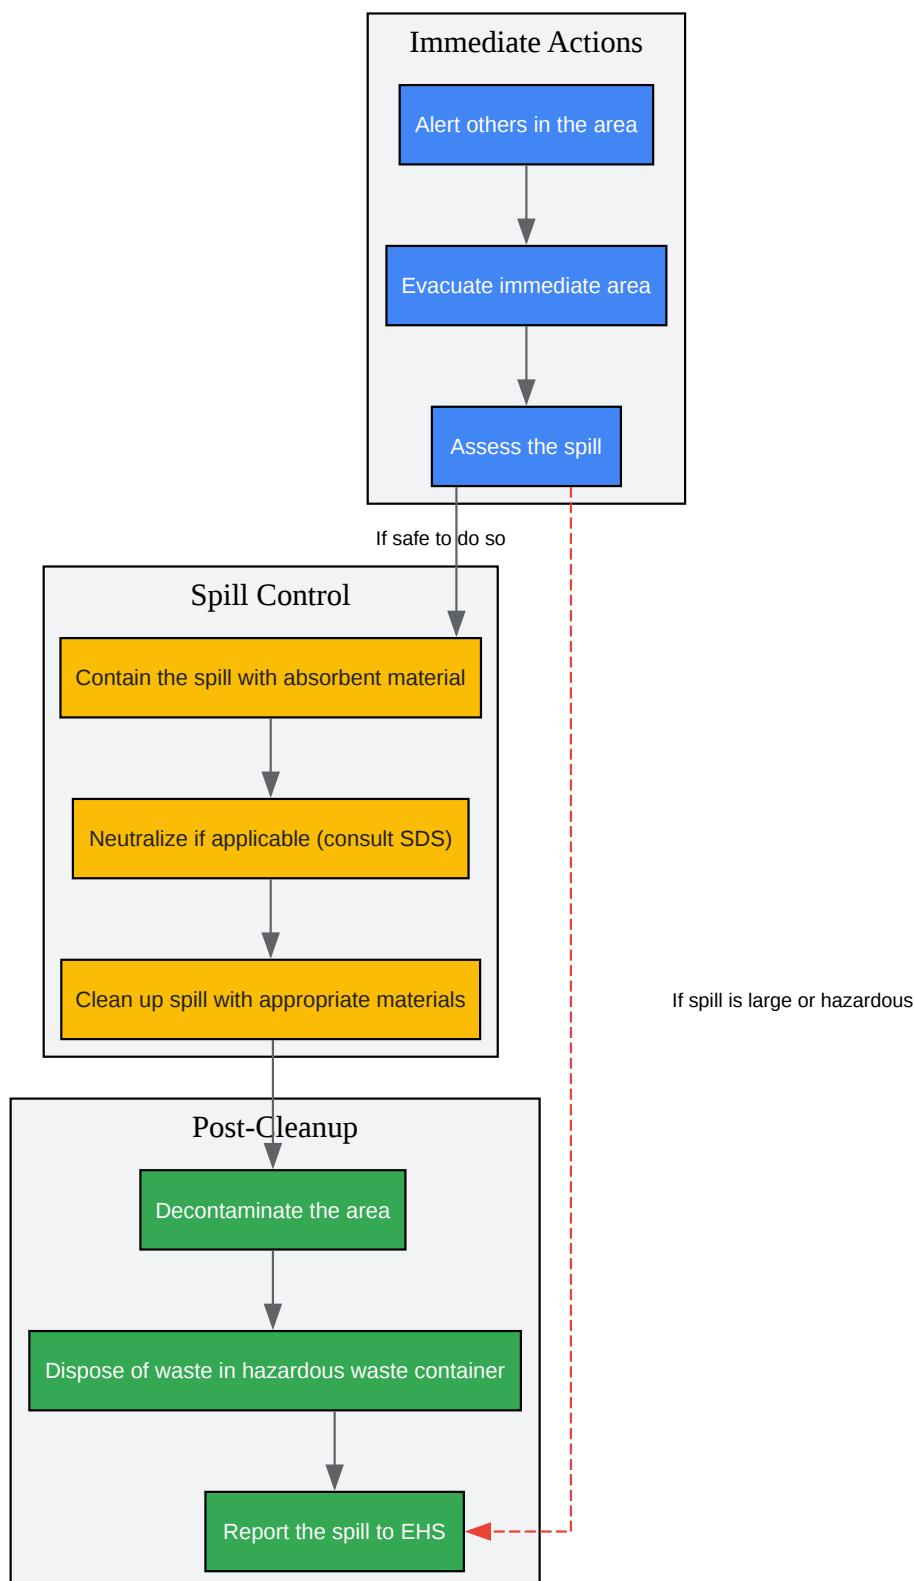 Immediate Actions
Alert others in the area
Evacuate immediate area
Assess the spill
If safe to do so
Spill Control
Contain the spill with absorbent material
Neutralize if applicable (consult SDS)
Clean up spill with appropriate materials
If spill is large or hazardous
Post-Cleanup
Decontaminate the area
Dispose of waste in hazardous waste container
Report the spill to EHS